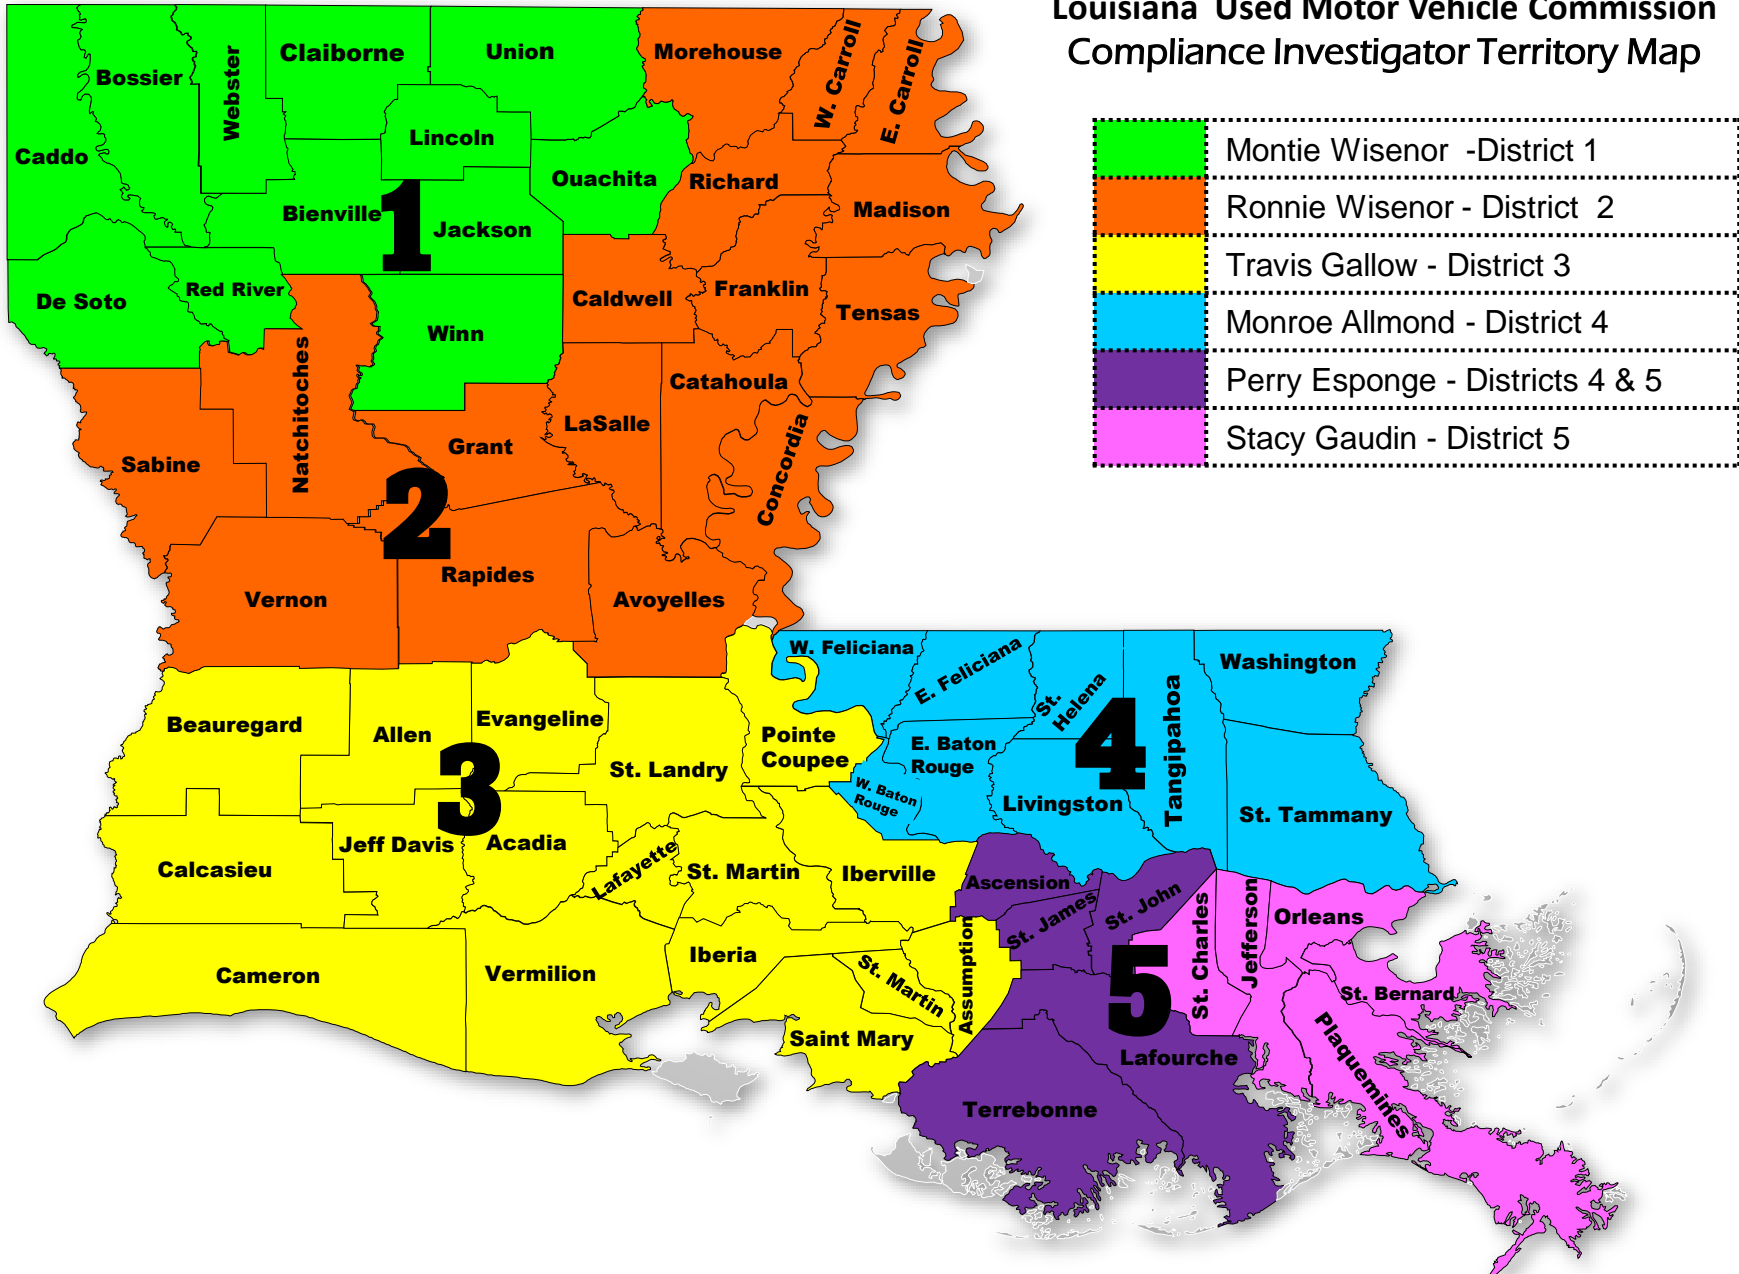 Louisiana Used Motor Vehicle Commission
Compliance Investigator Territory Map
Montie Wisenor -District 1
Ronnie Wisenor - District 2
Travis Gallow - District 3
Monroe Allmond - District 4
Perry Esponge - Districts 4 & 5
Stacy Gaudin - District 5
Caddo
Bossier
Webster
Claiborne
Union
Lincoln
Ouachita
Bienville
1
Jackson
De Soto
Red River
Winn
Morehouse
W. Carroll
E. Carroll
Richard
Madison
Caldwell
Franklin
Tensas
Natchitoches
Sabine
Grant
LaSalle
Catahoula
Concordia
2
Vernon
Rapides
Avoyelles
Beauregard
Allen
Evangeline
St. Landry
Pointe
Coupee
3
Calcasieu
Jeff Davis
Acadia
Lafayette
St. Martin
Iberville
Cameron
Vermilion
Iberia
St. Martin
Assumption
Saint Mary
W. Feliciana
E. Feliciana
St.
Helena
Tangipahoa
Washington
4
E. Baton
Rouge
W. Baton
Rouge
Livingston
St. Tammany
Ascension
St. James
St. John
St. Charles
Jefferson
Orleans
5
St. Bernard
Plaquemines
Lafourche
Terrebonne